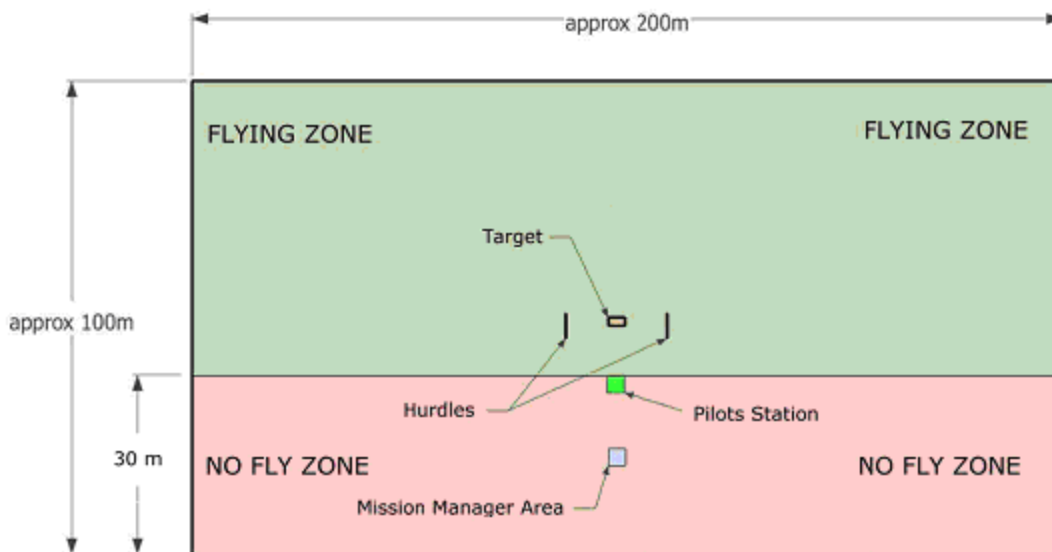 approx 200m
FLYING ZONE
FLYING ZONE
Target
approx 100m
Hurdles
Pilots Station
30 m
NO FLY ZONE
NO FLY ZONE
Mission Manager Area